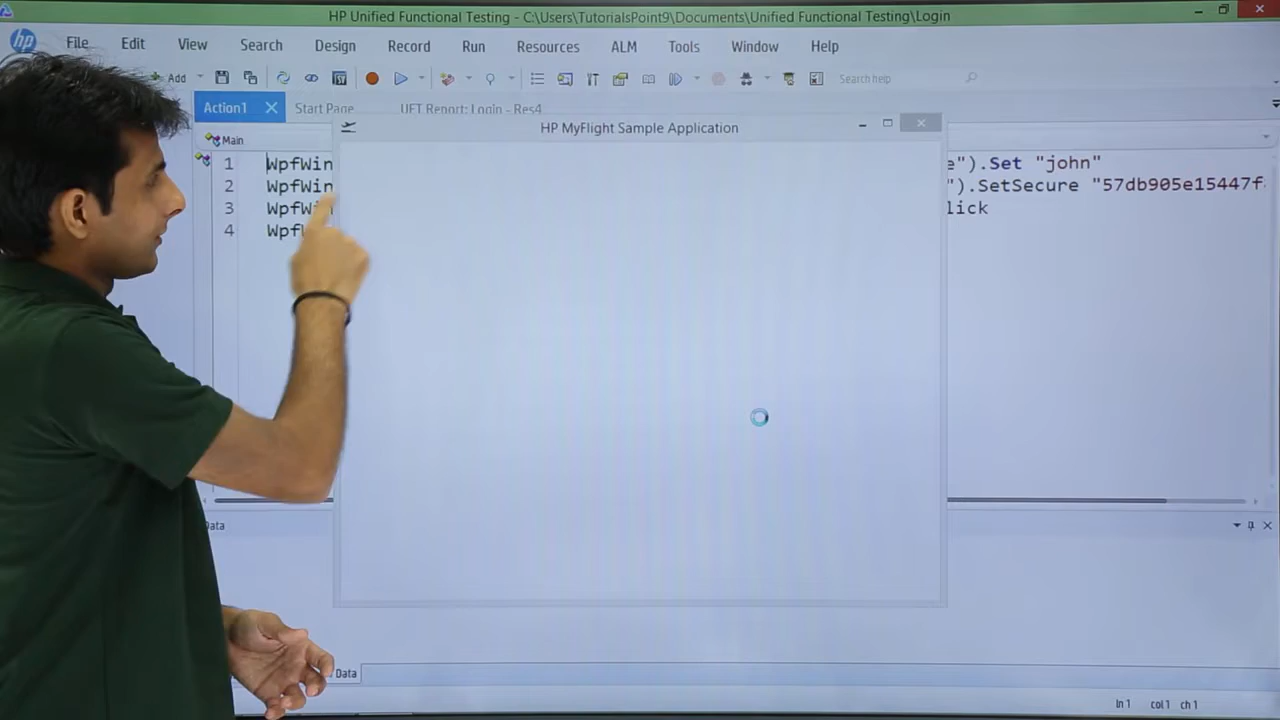 HP Unified Functional Testing - C:\Users\TutorialsPoint9\Documents\Unified Functional Testing\Login
hp File Edit View Search Design Record Run Resources ALM Tools Window Help
Add Search help
Action1 Start Page UFT Report: Login - Res4
HP MyFlight Sample Application
Main
1 WpfWin e").Set "john"
2 WpfWin ").SetSecure "57db905e15447f
3 WpfWin lick
4 Wpf
Data
Data
ln 1 col 1 ch 1